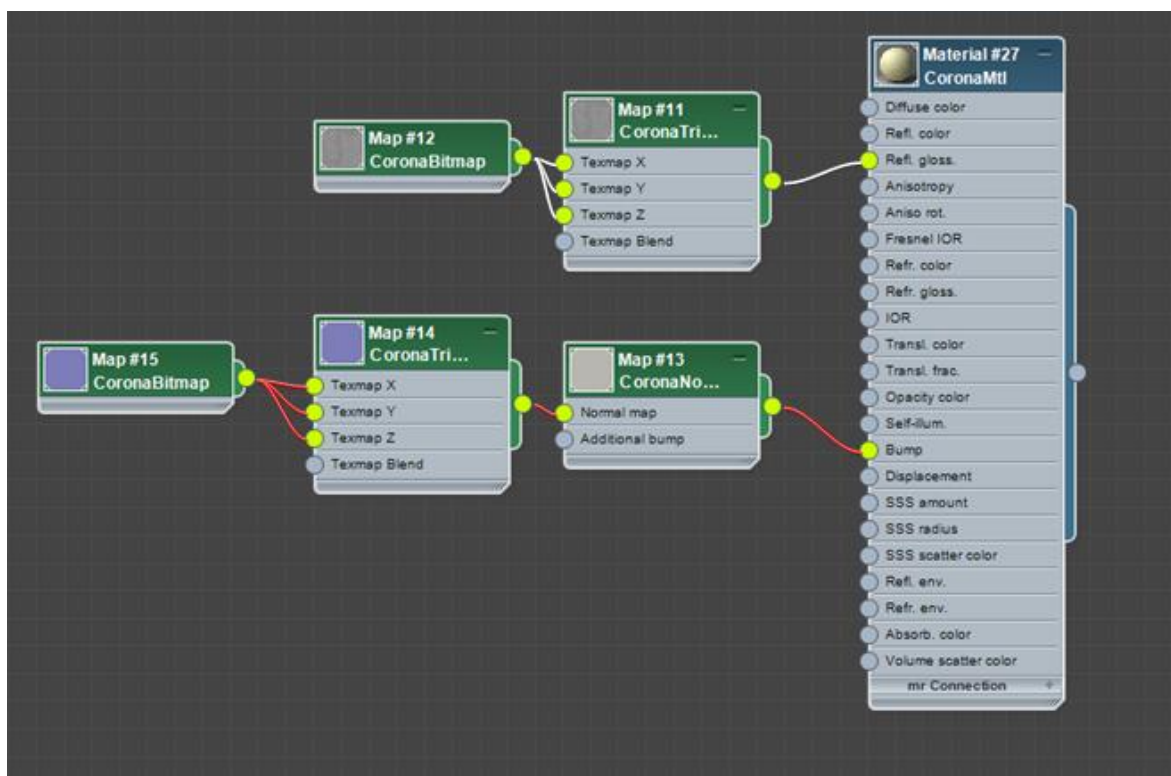 Map #12
CoronaBitmap
Map #11
CoronaTri...
Texmap X
Texmap Y
Texmap Z
Texmap Blend
Map #15
CoronaBitmap
Map #14
CoronaTri...
Texmap X
Texmap Y
Texmap Z
Texmap Blend
Map #13
CoronaNo...
Normal map
Additional bump
Material #27
CoronaMtl
Diffuse color
Refl. color
Refl. gloss.
Anisotropy
Aniso rot.
Fresnel IOR
Refr. color
Refr. gloss.
IOR
Transl. color
Transl. frac.
Opacity color
Self-illum.
Bump
Displacement
SSS amount
SSS radius
SSS scatter color
Refl. env.
Refr. env.
Absorb. color
Volume scatter color
mr Connection